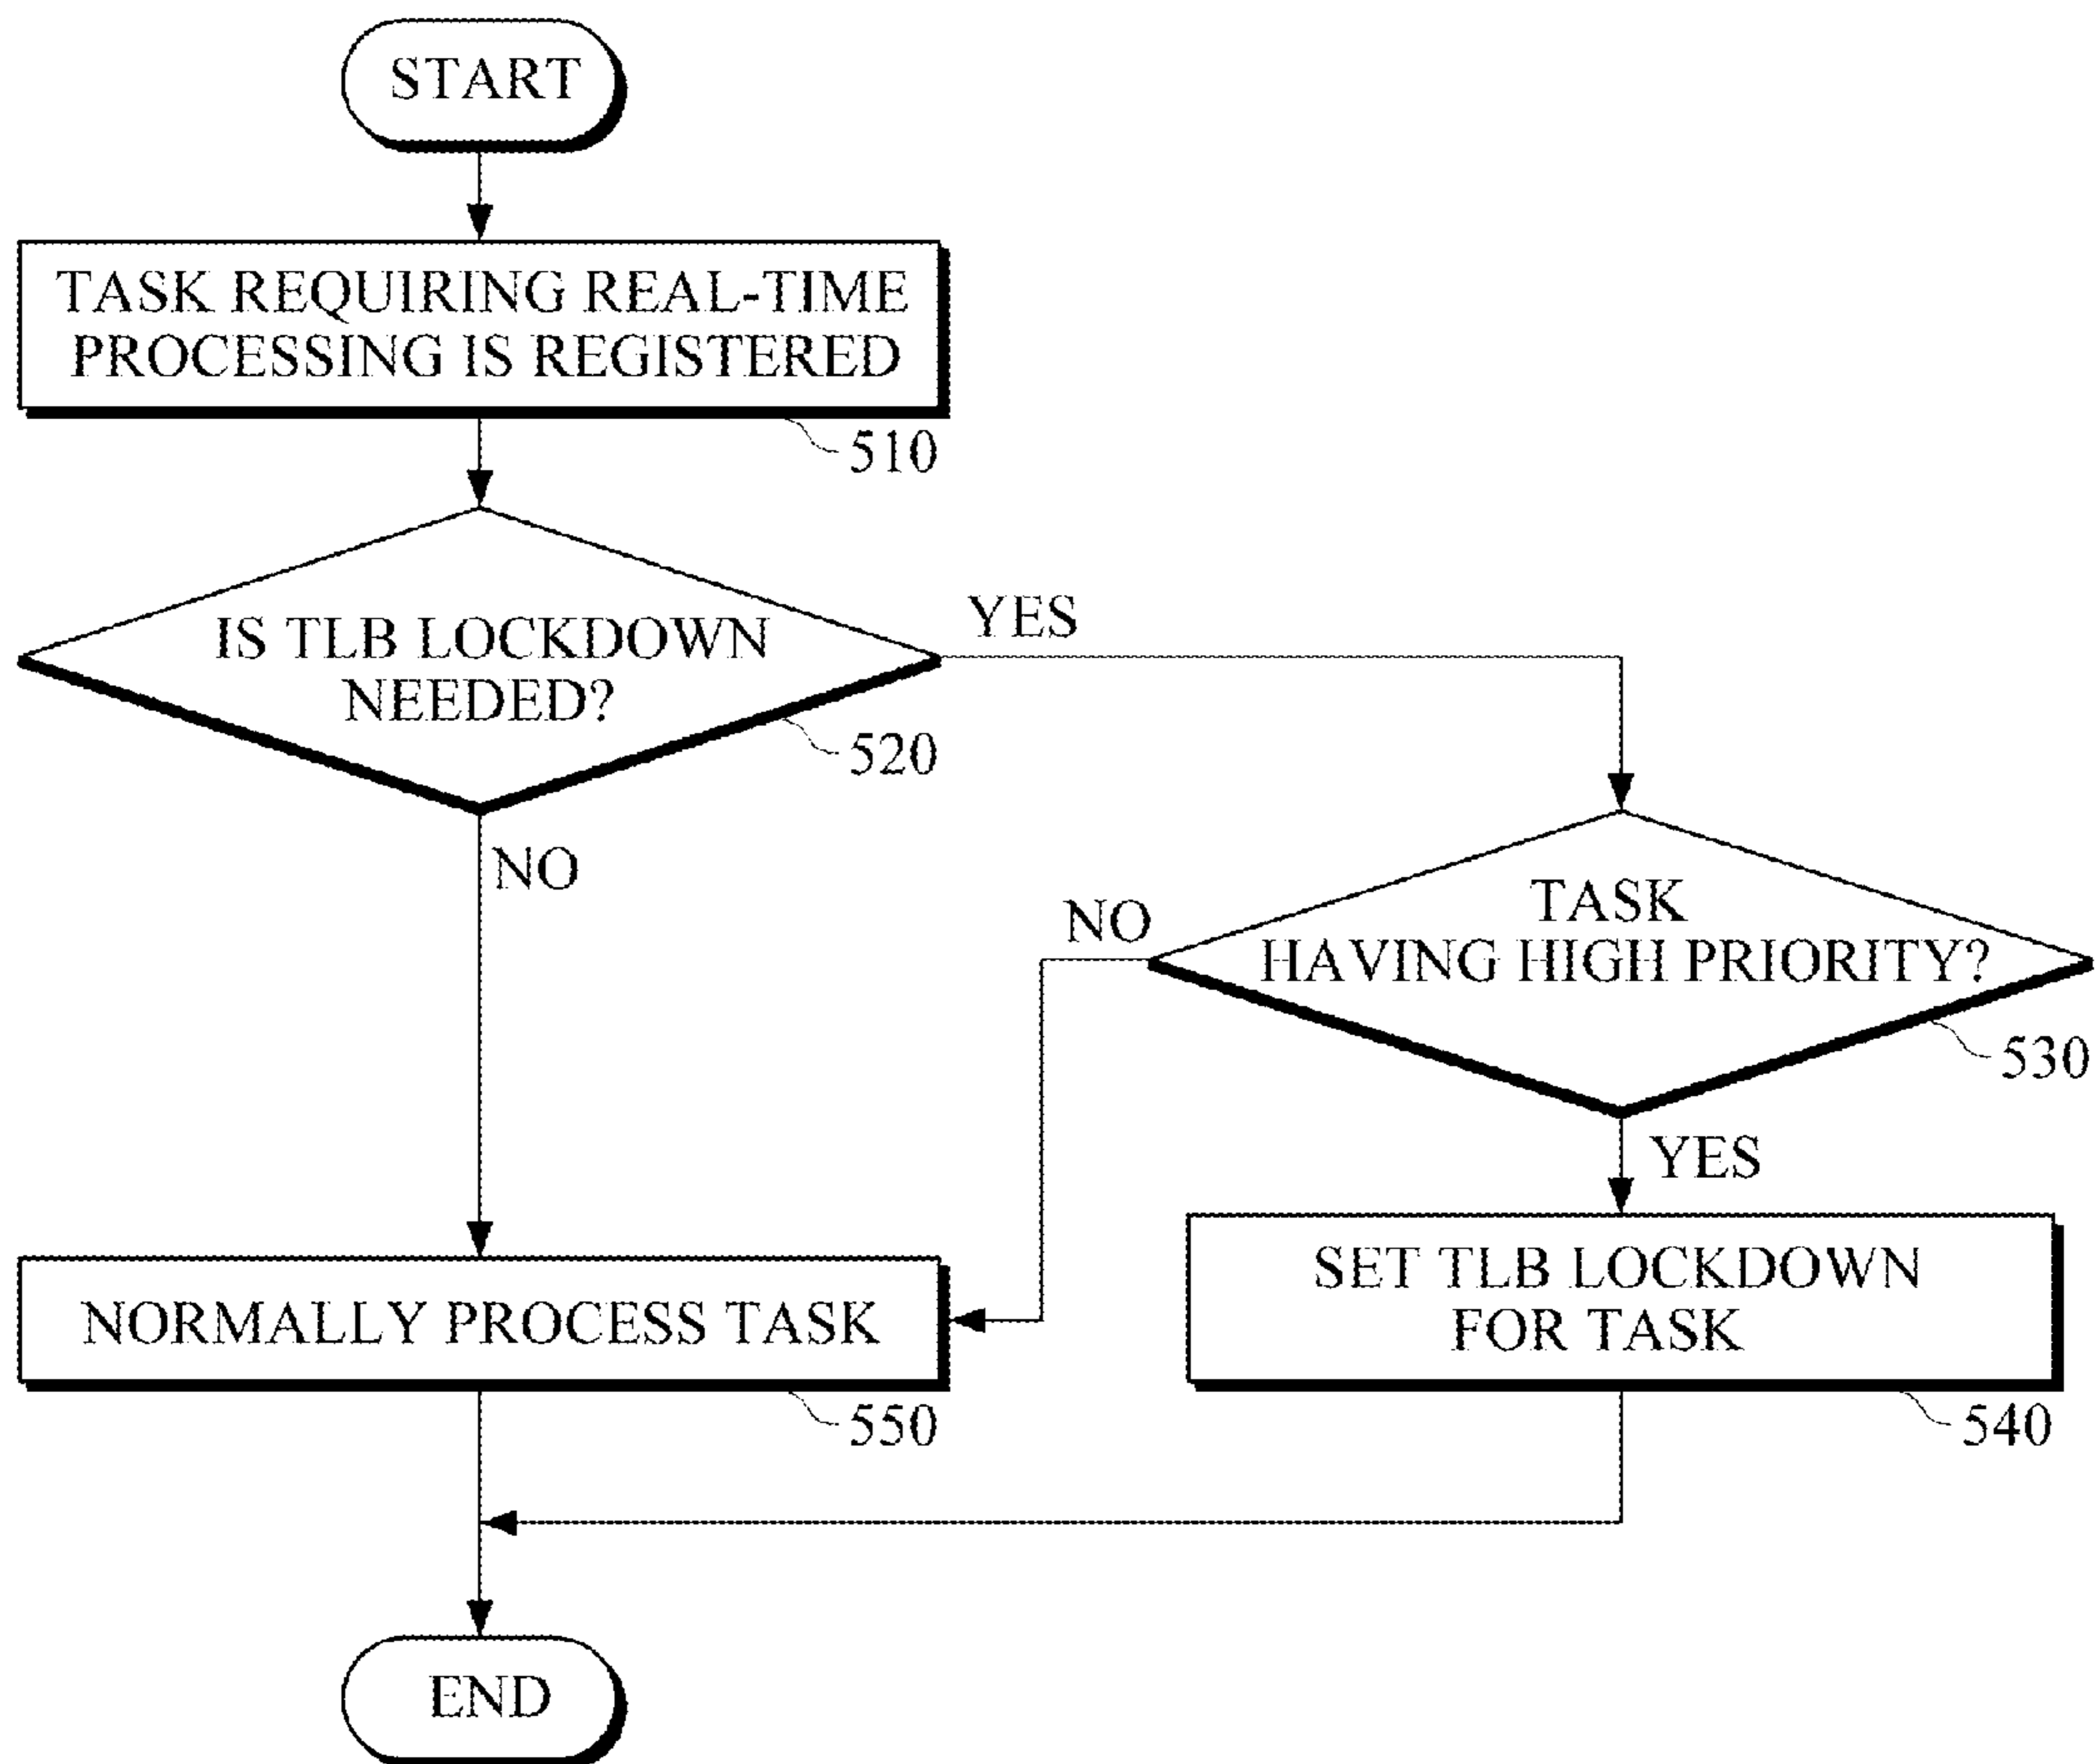 START
TASK REQUIRING REAL-TIME
PROCESSING IS REGISTERED
510
IS TLB LOCKDOWN
NEEDED?
YES
520
NO
TASK
HAVING HIGH PRIORITY?
NO
530
YES
SET TLB LOCKDOWN
FOR TASK
540
NORMALLY PROCESS TASK
550
END